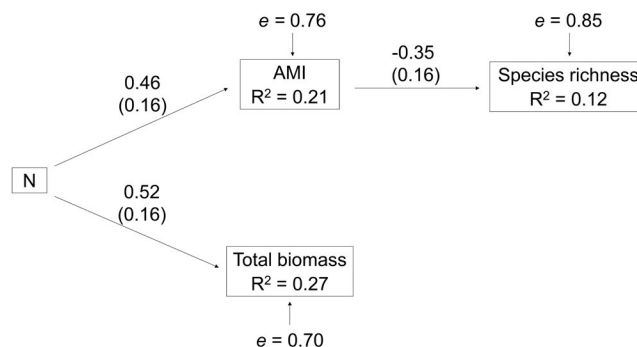 e = 0.76
e = 0.85
-0.35
(0.16)
0.46
(0.16)
AMI
R² = 0.21
Species richness
R² = 0.12
N
0.52
(0.16)
Total biomass
R² = 0.27
e = 0.70